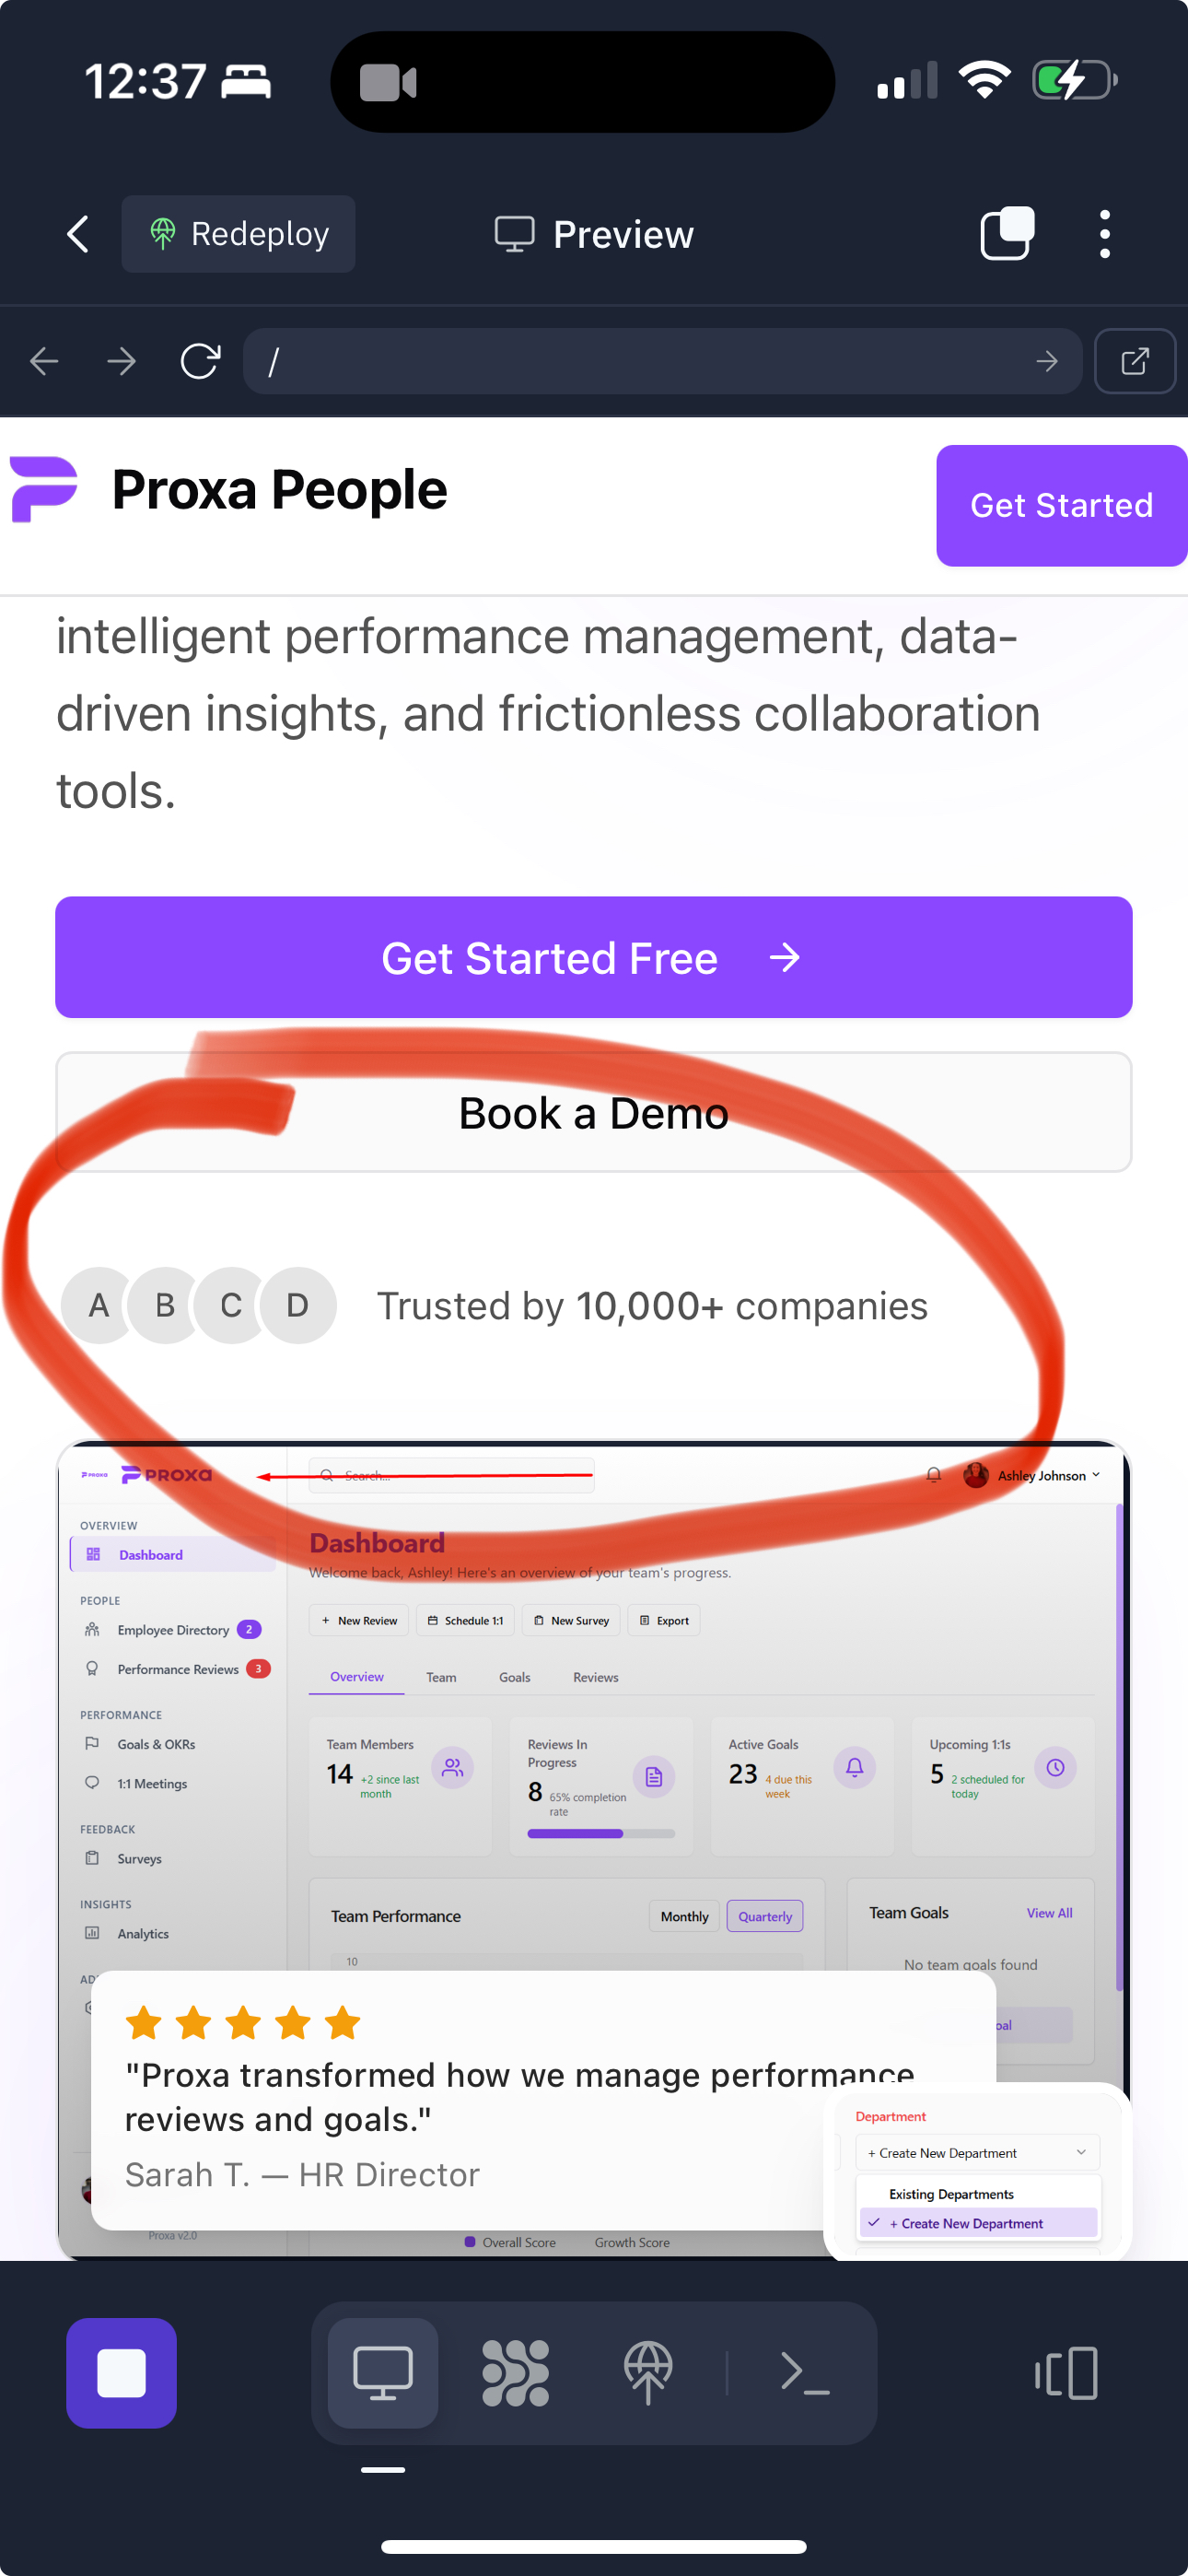 12:37
Redeploy
Preview
/
Proxa People
Get Started
intelligent performance management, data-
driven insights, and frictionless collaboration
tools.
Get Started Free
Book a Demo
A B C D Trusted by 10,000+ companies
PROXA PROXA
Search...
Ashley Johnson
OVERVIEW
Dashboard
PEOPLE
Employee Directory 2
Performance Reviews 3
PERFORMANCE
Goals & OKRs
1:1 Meetings
FEEDBACK
Surveys
INSIGHTS
Analytics
AD
Dashboard
Welcome back, Ashley! Here's an overview of your team's progress.
+ New Review
Schedule 1:1
New Survey
Export
Overview
Team
Goals
Reviews
Team Members
14 +2 since last
month
Reviews In
Progress
8 65% completion
rate
Active Goals
23 4 due this
week
Upcoming 1:1s
5 2 scheduled for
today
Team Performance
Monthly
Quarterly
10
Team Goals
View All
No team goals found
oal
"Proxa transformed how we manage performance
reviews and goals."
Sarah T. — HR Director
Department
+ Create New Department
Existing Departments
+ Create New Department
Proxa v2.0
Overall Score
Growth Score